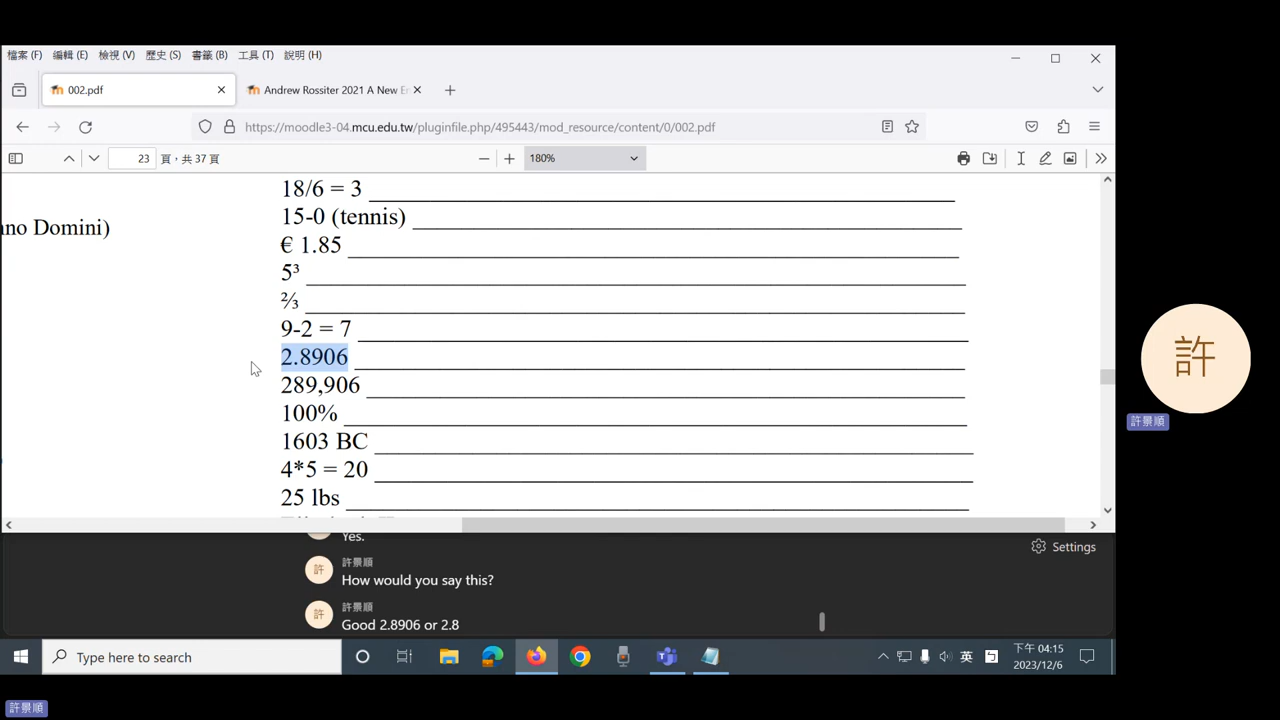 檔案 (F) 編輯 (E) 檢視 (V) 歷史 (S) 書籤 (B) 工具 (T) 說明 (H)
002.pdf
Andrew Rossiter 2021 A New En
https://moodle3-04.mcu.edu.tw/pluginfile.php/495443/mod_resource/content/0/002.pdf
23 頁，共 37 頁
180%
18/6 = 3
15-0 (tennis)
no Domini)
€ 1.85
5³
⅔
9-2 = 7
2.8906
289,906
100%
1603 BC
4*5 = 20
25 lbs
許
許景順
Yes.
Settings
許 許景順
How would you say this?
許 許景順
Good 2.8906 or 2.8
Type here to search
英
下午 04:15
2023/12/6
許景順